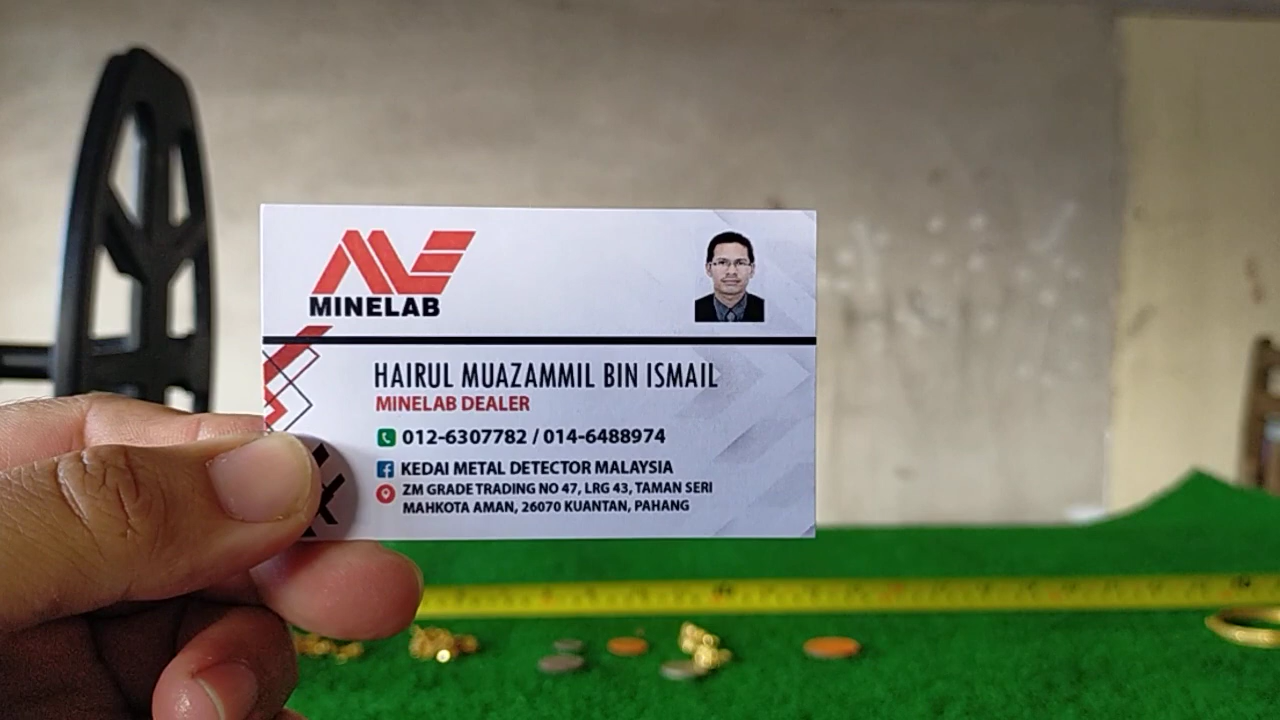 MINELAB
HAIRUL MUAZAMMIL BIN ISMAIL
MINELAB DEALER
012-6307782 / 014-6488974
KEDAI METAL DETECTOR MALAYSIA
ZM GRADE TRADING NO 47, LRG 43, TAMAN SERI
MAHKOTA AMAN, 26070 KUANTAN, PAHANG